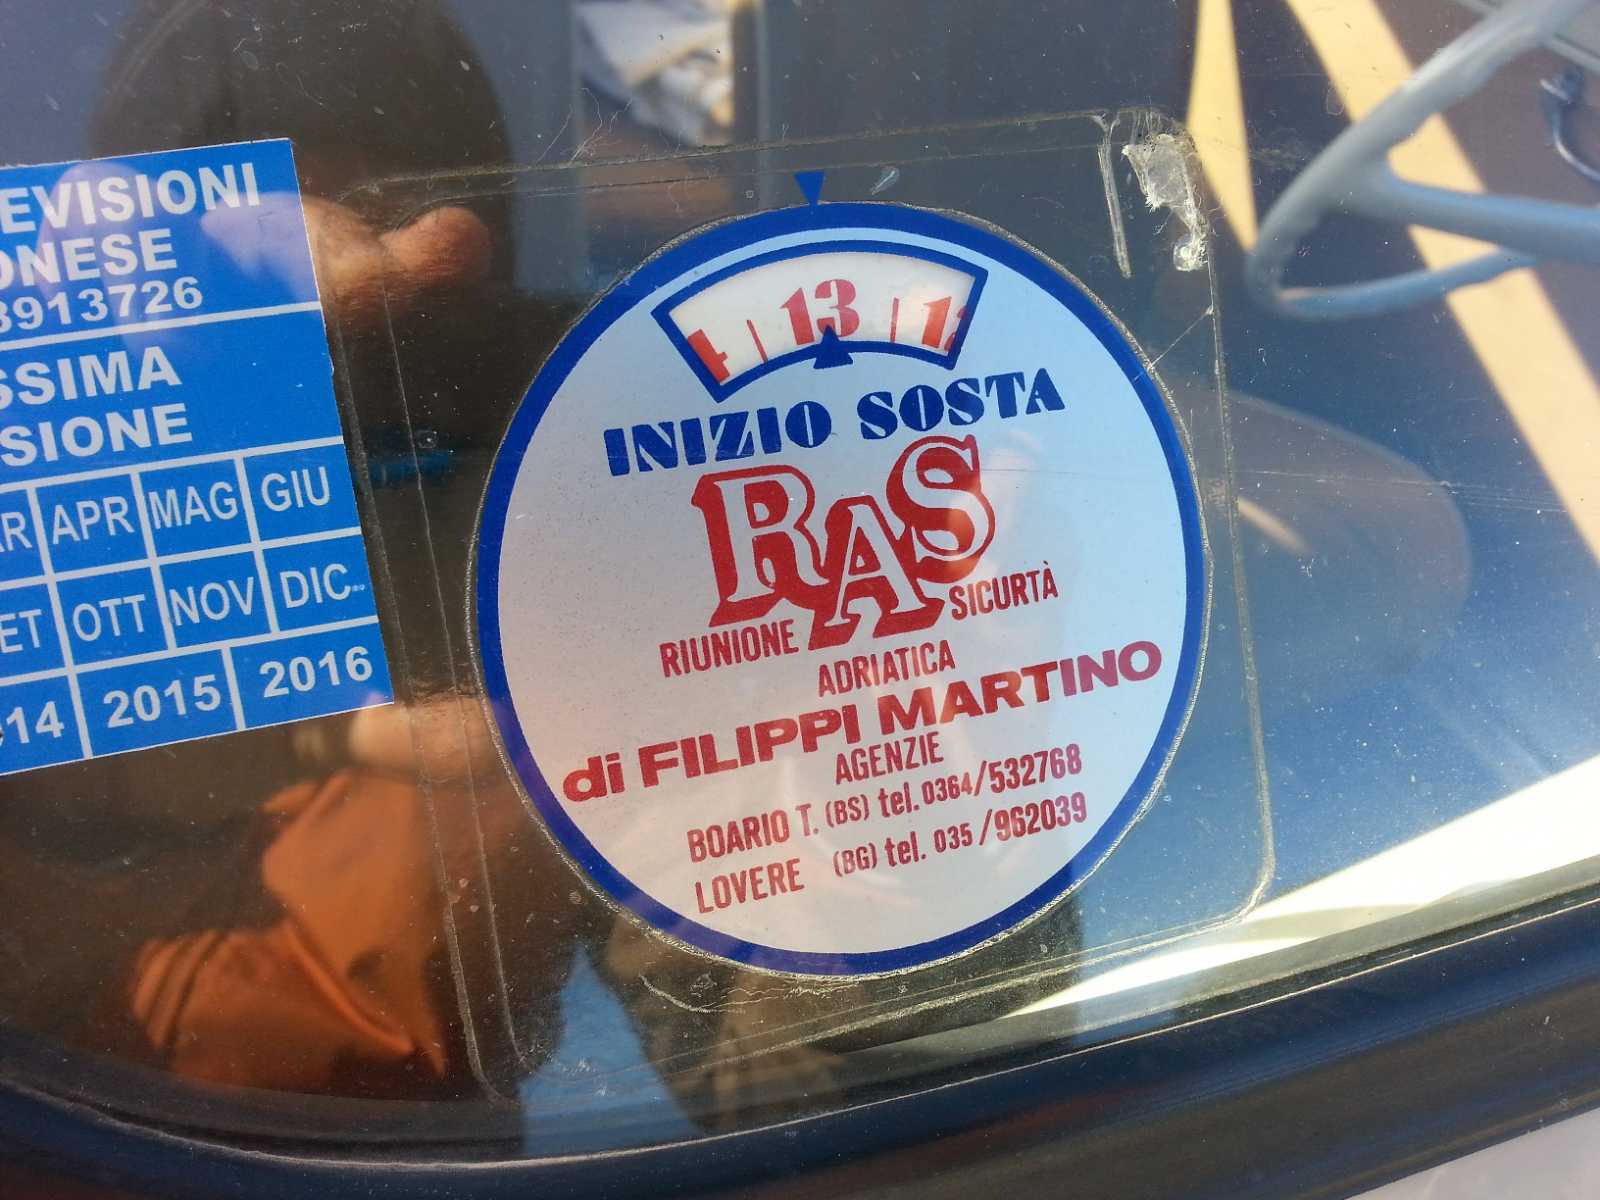 EVISIONI
ONESE
8913726
SSIMA
SIONE
APR MAG GIU
OTT NOV DIC
2015 2016
13
INIZIO SOSTA
RAS
RIUNIONE
SICURTÀ
ADRIATICA
di FILIPPI MARTINO
AGENZIE
BOARIO T. (BS) tel. 0364/532768
LOVERE (BG) tel. 035/962039